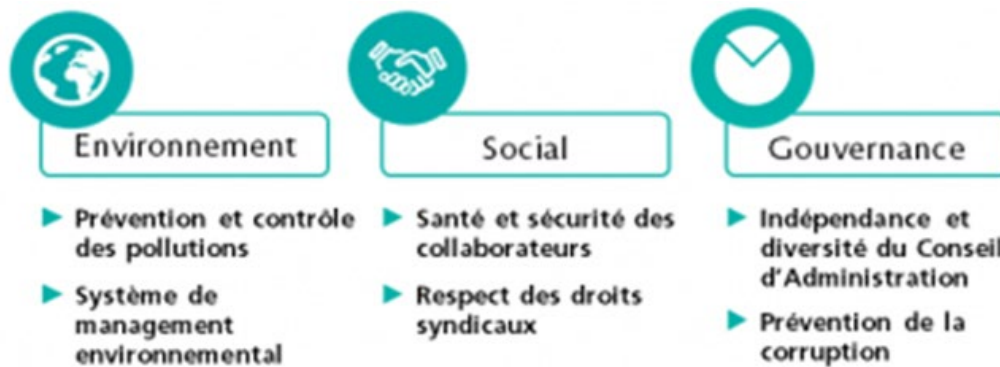 Environnement
Prévention et contrôle
des pollutions
Système de
management
environnemental
Social
Santé et sécurité des
collaborateurs
Respect des droits
syndicaux
Gouvernance
Indépendance et
diversité du Conseil
d'Administration
Prévention de la
corruption